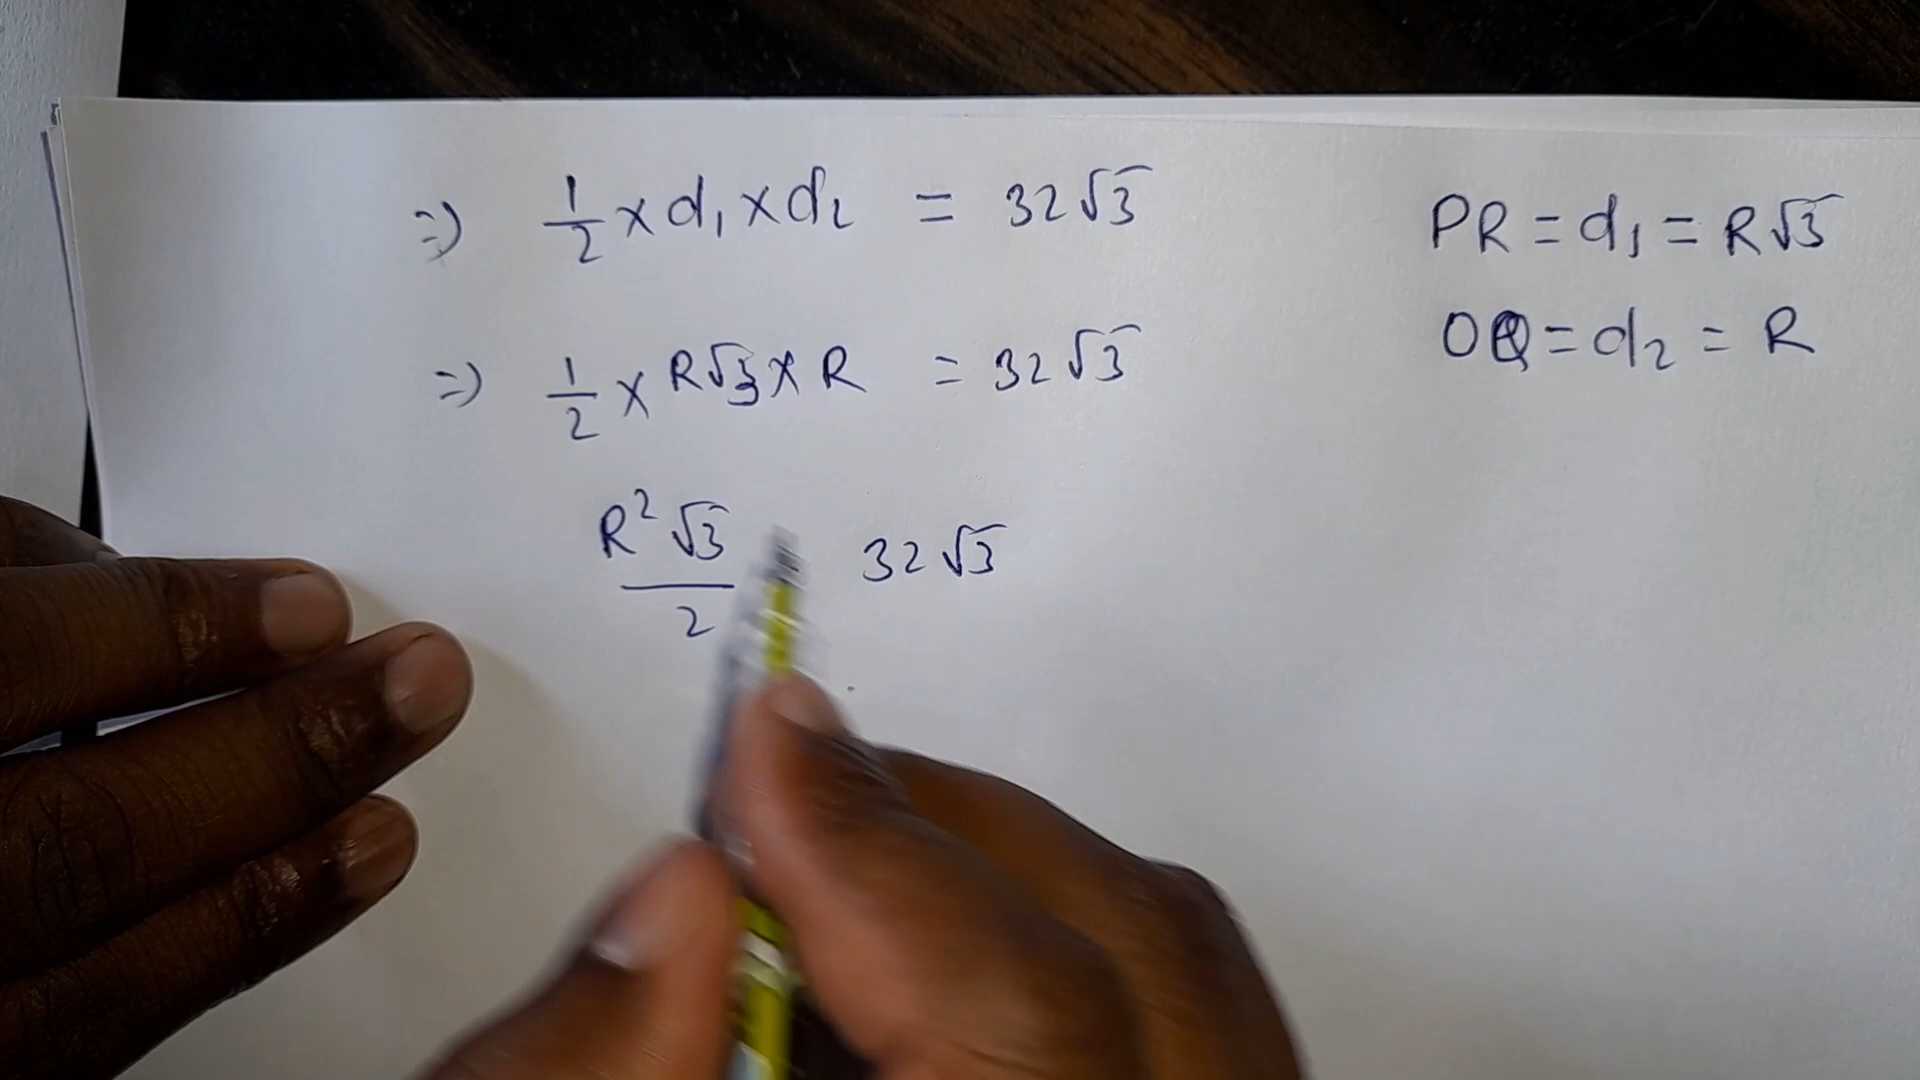 => 1/2 × d₁ × d₂ = 32√3
PR = d₁ = R√3
=> 1/2 × R√3 × R = 32√3
OQ = d₂ = R
R²√3/2 32√3